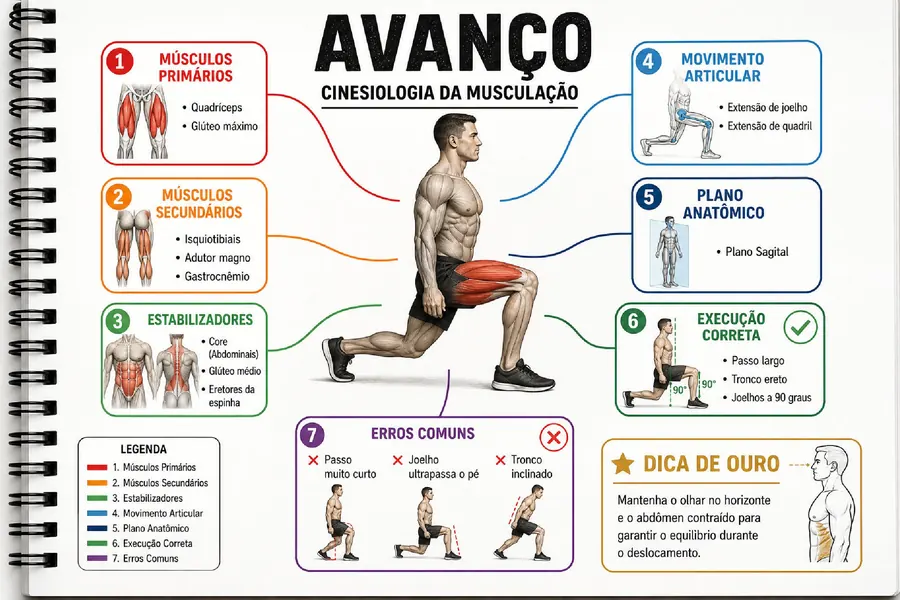 AVANÇO
CINESIOLOGIA DA MUSCULAÇÃO
1
MÚSCULOS
PRIMÁRIOS
• Quadríceps
• Glúteo máximo
2
MÚSCULOS
SECUNDÁRIOS
• Isquiotibiais
• Adutor magno
• Gastrocnêmio
3
ESTABILIZADORES
• Core
(Abdominais)
• Glúteo médio
• Eretores da
espinha
4
MOVIMENTO
ARTICULAR
• Extensão de joelho
• Extensão de quadril
5
PLANO
ANATÔMICO
• Plano Sagital
6
EXECUÇÃO
CORRETA
• Passo largo
• Tronco ereto
• Joelhos a 90 graus
90°
90°
7
ERROS COMUNS
Passo
muito curto
Joelho
ultrapassa o pé
Tronco
inclinado
LEGENDA
1. Músculos Primários
2. Músculos Secundários
3. Estabilizadores
4. Movimento Articular
5. Plano Anatômico
6. Execução Correta
7. Erros Comuns
DICA DE OURO
Mantenha o olhar no horizonte
e o abdômen contraído para
garantir o equilíbrio durante
o deslocamento.